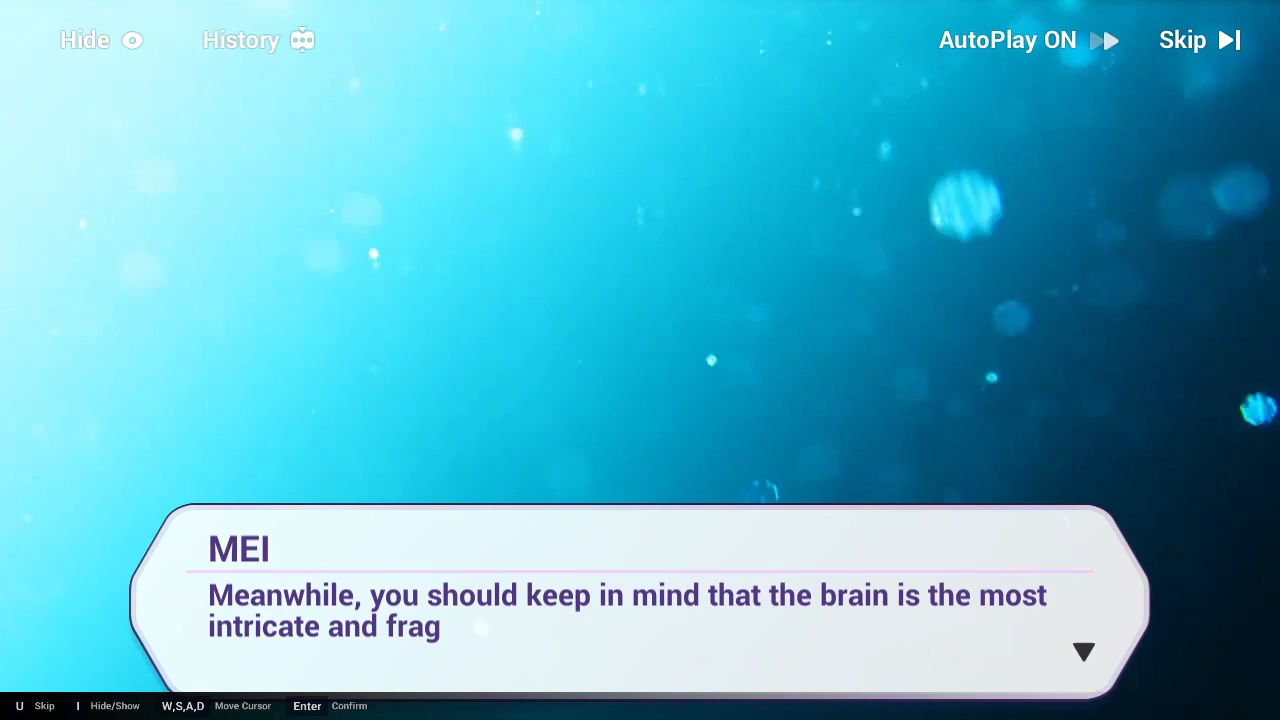 Hide
History
AutoPlay ON
Skip
MEI
Meanwhile, you should keep in mind that the brain is the most
intricate and frag
U Skip I Hide/Show W,S,A,D Move Cursor Enter Confirm